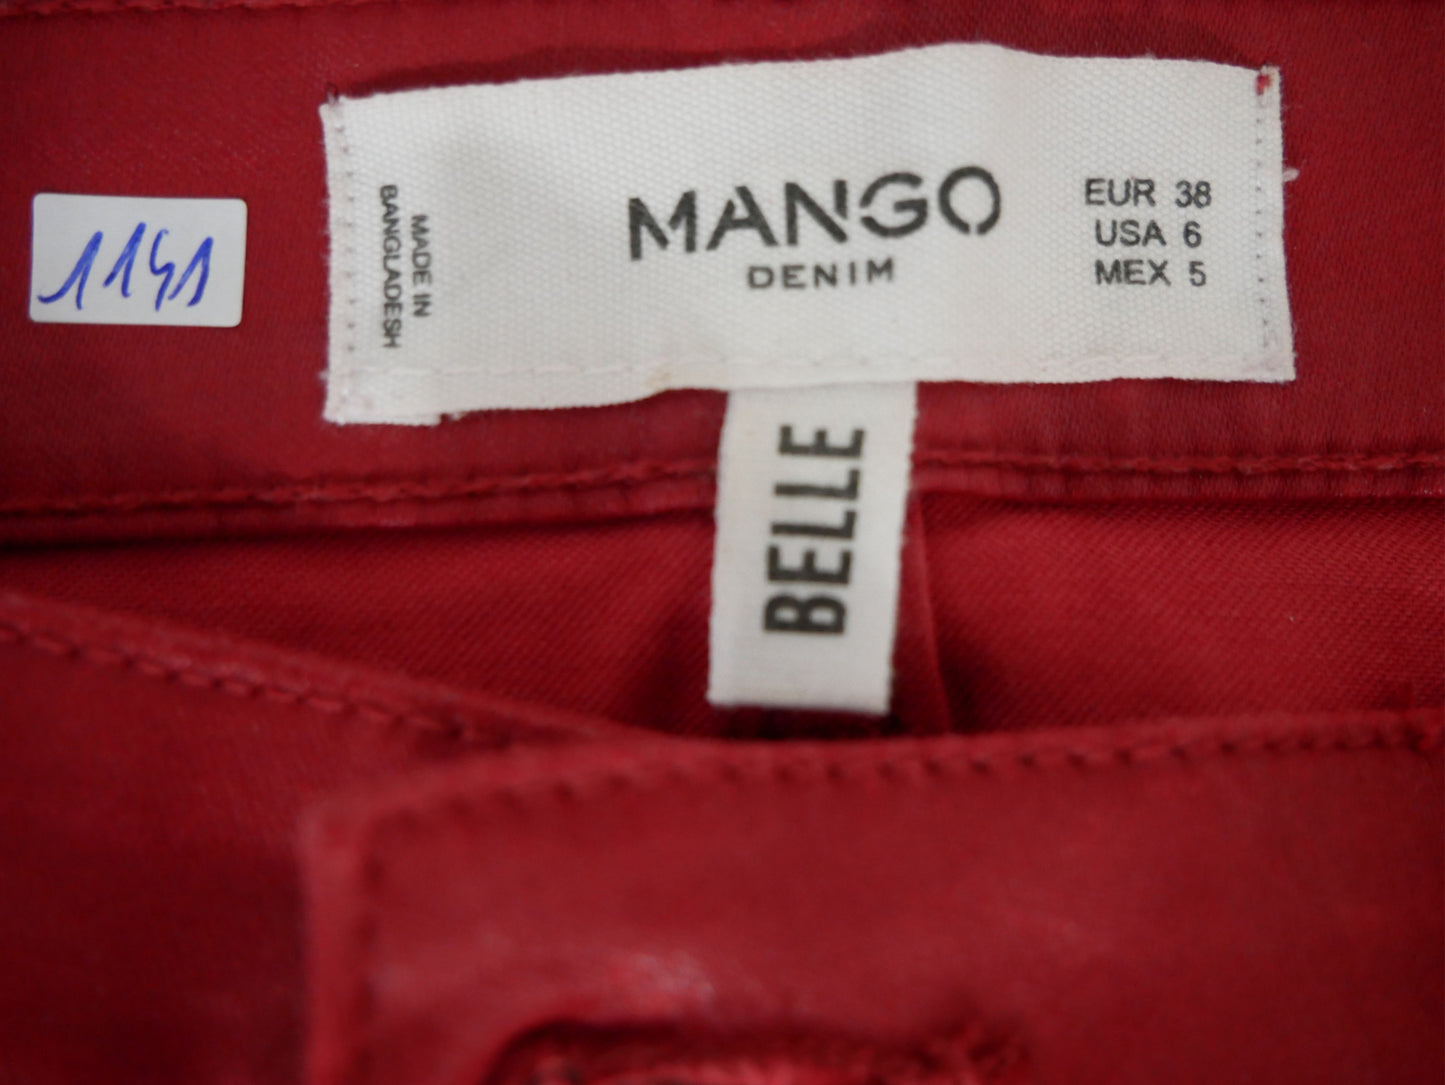 1141
MADE IN
BANGLADESH
MANGO
DENIM
EUR 38
USA 6
MEX 5
BELLE